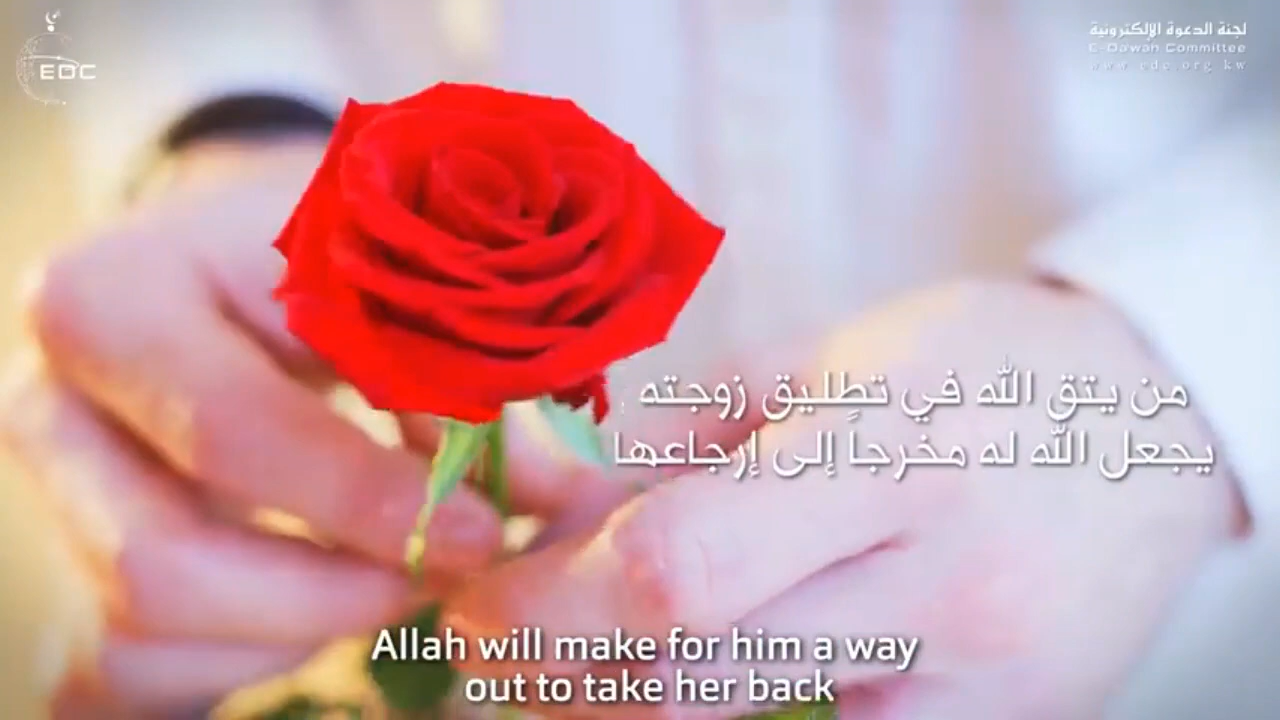 EDC
لجنة الدعوة الإلكترونية
E-Dawah Committee
www.edc.org.kw
من يتق الله في تطليق زوجته
يجعل الله له مخرجاً إلى إرجاعها
Allah will make for him a way
out to take her back